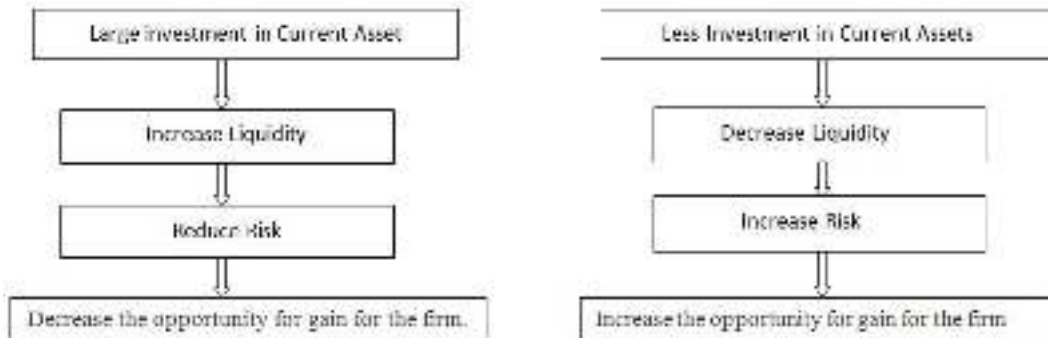 Large investment in Current Asset
Increase Liquidity
Reduce Risk
Decrease the opportunity for gain for the firm.
Less Investment in Current Assets
Decrease Liquidity
Increase Risk
Increase the opportunity for gain for the firm